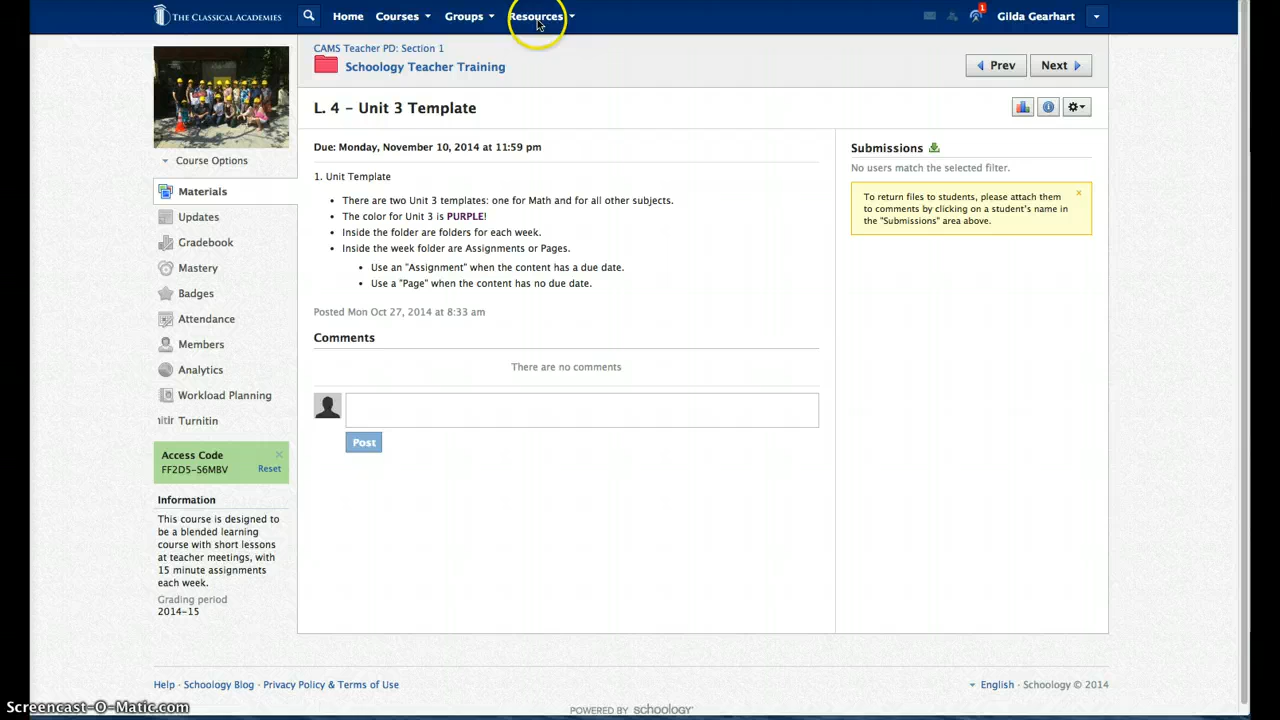 THE CLASSICAL ACADEMIES
Home
Courses
Groups
Resources
1
Gilda Gearhart
CAMS Teacher PD: Section 1
Schoology Teacher Training
Prev
Next
L. 4 – Unit 3 Template
Due: Monday, November 10, 2014 at 11:59 pm
1. Unit Template
• There are two Unit 3 templates: one for Math and for all other subjects.
• The color for Unit 3 is PURPLE!
• Inside the folder are folders for each week.
• Inside the week folder are Assignments or Pages.
• Use an "Assignment" when the content has a due date.
• Use a "Page" when the content has no due date.
Posted Mon Oct 27, 2014 at 8:33 am
Comments
There are no comments
Post
Submissions
No users match the selected filter.
To return files to students, please attach them
to comments by clicking on a student's name in
the "Submissions" area above.
Course Options
Materials
Updates
Gradebook
Mastery
Badges
Attendance
Members
Analytics
Workload Planning
Turnitin
Access Code
FF2D5-S6MBV
Reset
Information
This course is designed to
be a blended learning
course with short lessons
at teacher meetings, with
15 minute assignments
each week.
Grading period
2014-15
Help · Schoology Blog · Privacy Policy & Terms of Use
English · Schoology © 2014
POWERED BY schoology
Screencast-O-Matic.com